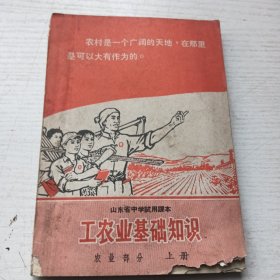 农村是一个广阔的天地，在那里
是可以大有作为的。
山东省中学试用课本
工农业基础知识
农业部分 上册